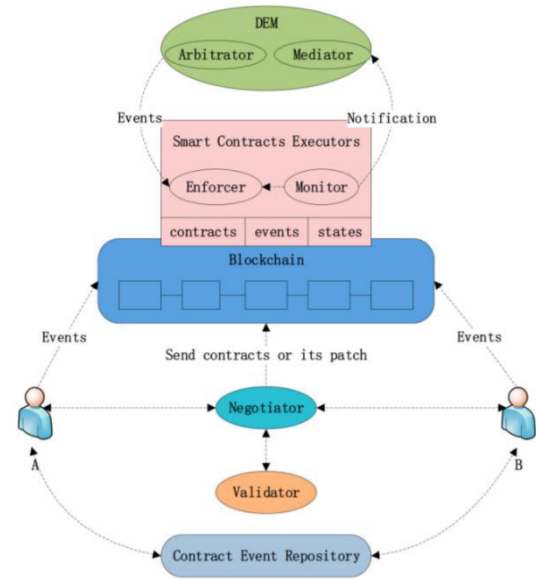 DEM
Arbitrator
Mediator
Events
Notification
Smart Contracts Executors
Enforcer
Monitor
contracts
events
states
Blockchain
Events
Events
Send contracts or its patch
Negotiator
A
B
Validator
Contract Event Repository